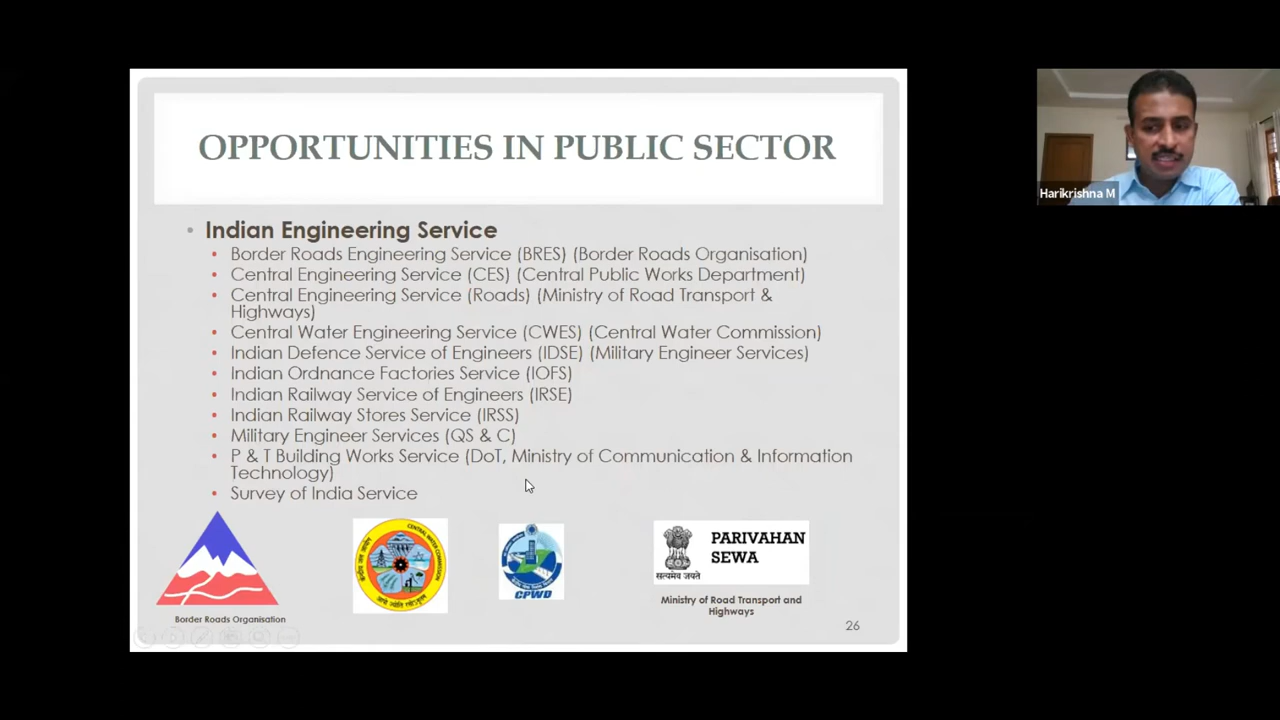 OPPORTUNITIES IN PUBLIC SECTOR
Harikrishna M
• Indian Engineering Service
• Border Roads Engineering Service (BRES) (Border Roads Organisation)
• Central Engineering Service (CES) (Central Public Works Department)
• Central Engineering Service (Roads) (Ministry of Road Transport &
Highways)
• Central Water Engineering Service (CWES) (Central Water Commission)
• Indian Defence Service of Engineers (IDSE) (Military Engineer Services)
• Indian Ordnance Factories Service (IOFS)
• Indian Railway Service of Engineers (IRSE)
• Indian Railway Stores Service (IRSS)
• Military Engineer Services (QS & C)
• P & T Building Works Service (DoT, Ministry of Communication & Information
Technology)
• Survey of India Service
CENTRAL WATER COMMISSION
CPWD
PARIVAHAN
SEWA
सत्यमेव जयते
Border Roads Organisation
Ministry of Road Transport and
Highways
26